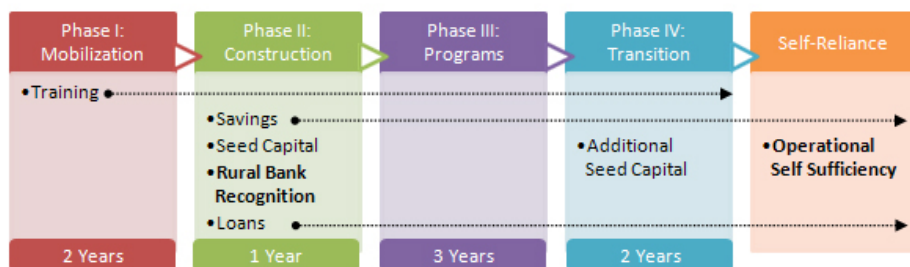 Phase I:
Mobilization
Phase II:
Construction
Phase III:
Programs
Phase IV:
Transition
Self-Reliance
•Training
•Savings
•Seed Capital
•Rural Bank
Recognition
•Loans
•Additional
Seed Capital
•Operational
Self Sufficiency
2 Years
1 Year
3 Years
2 Years